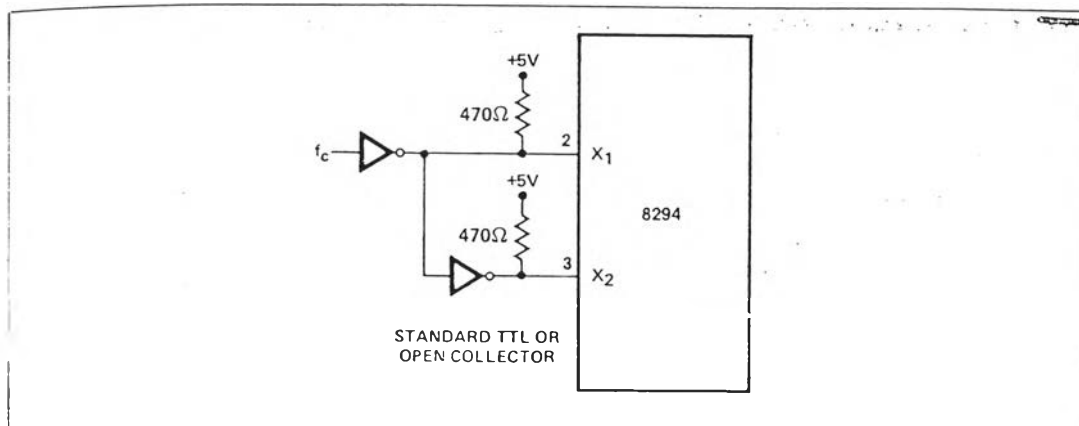 +5V
470Ω
f_c
2 X₁
+5V
8294
470Ω
3 X₂
STANDARD TTL OR
OPEN COLLECTOR